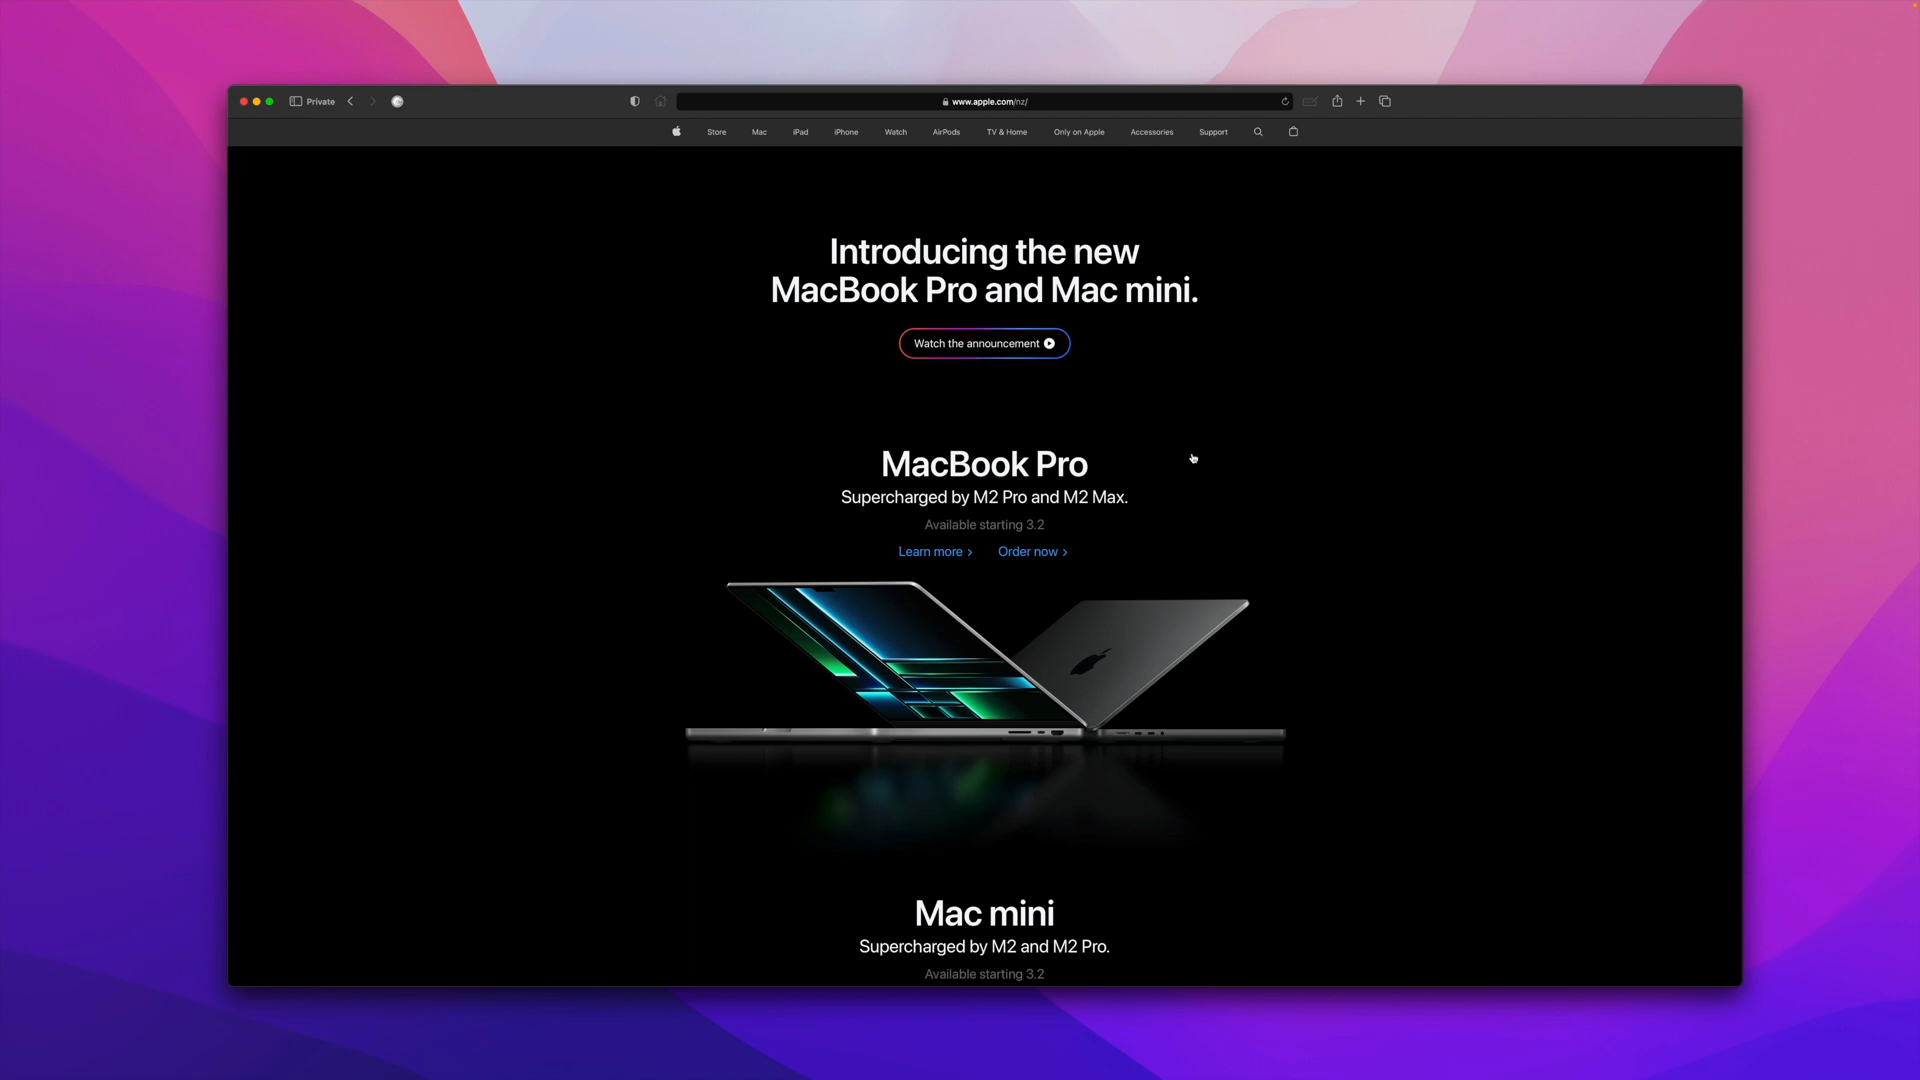 Private
www.apple.com/nz/
Store Mac iPad iPhone Watch AirPods TV & Home Only on Apple Accessories Support
Introducing the new
MacBook Pro and Mac mini.
Watch the announcement
MacBook Pro
Supercharged by M2 Pro and M2 Max.
Available starting 3.2
Learn more > Order now >
Mac mini
Supercharged by M2 and M2 Pro.
Available starting 3.2